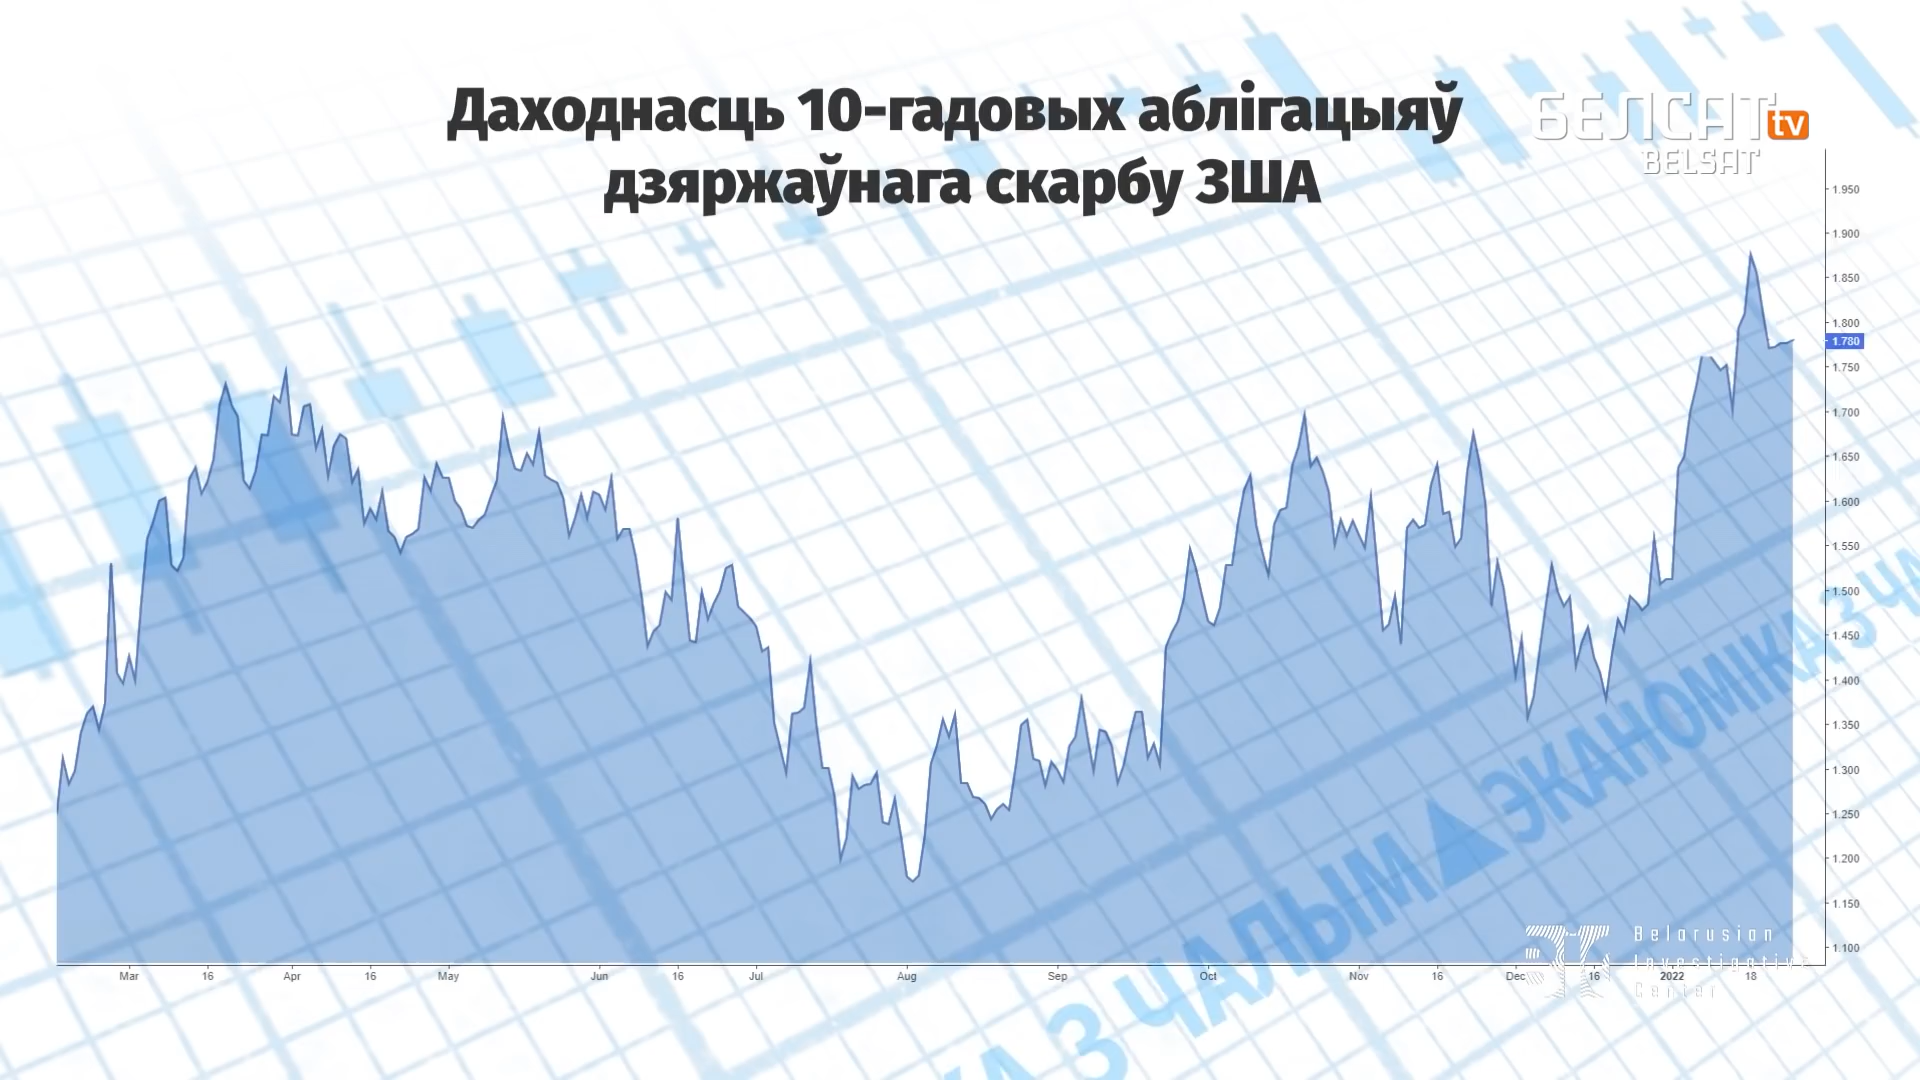 Даходнасць 10-гадовых аблігацыяў
дзяржаўнага скарбу ЗША
БЕЛСАТ tv
BELSAT
1.950
1.900
1.850
1.800
1.780
1.750
1.700
1.650
1.600
1.550
1.500
1.450
1.400
1.350
1.300
1.250
1.200
1.150
1.100
Mar 16 Apr 16 May Jun 16 Jul Aug Sep Oct Nov 16 Dec 16 2022 18
ЭКАНОМІКА З ЧА
КА З ЧАЛЫМ
Belarusian
Investigative
Center